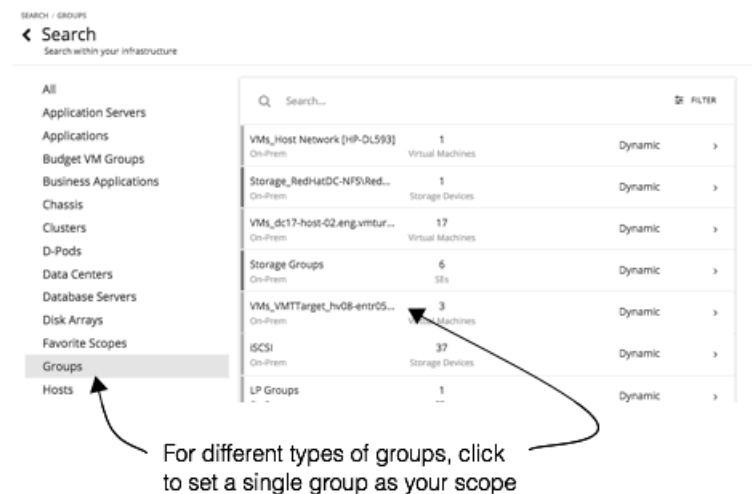 SEARCH / GROUPS
Search
Search within your infrastructure
All
Application Servers
Applications
Budget VM Groups
Business Applications
Chassis
Clusters
D-Pods
Data Centers
Database Servers
Disk Arrays
Favorite Scopes
Groups
Hosts
Search...
FILTER
VMs_Host Network [HP-DL593] 1 Dynamic
On-Prem Virtual Machines
Storage_RedHatDC-NFS\Red... 1 Dynamic
On-Prem Storage Devices
VMs_dc17-host-02.eng.vmtur... 17 Dynamic
On-Prem Virtual Machines
Storage Groups 6 Dynamic
On-Prem SEs
VMs_VMTTarget_hv08-entr05... 3 Dynamic
On-Prem Virtual Machines
iSCSI 37 Dynamic
On-Prem Storage Devices
LP Groups 1 Dynamic
For different types of groups, click
to set a single group as your scope